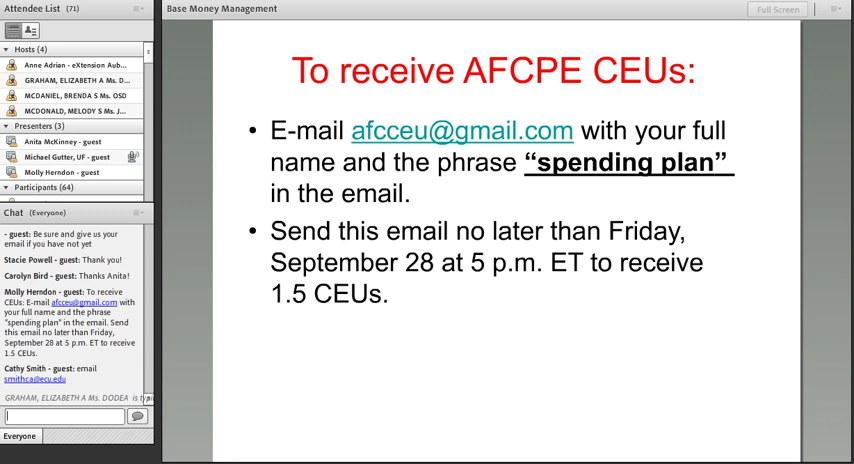 Attendee List (71)
Hosts (4)
Anne Adrian - eXtension Aub...
GRAHAM, ELIZABETH A Ms. D...
MCDANIEL, BRENDA S Ms. OSD
MCDONALD, MELODY S Ms. J...
Presenters (3)
Anita McKinney - guest
Michael Gutter, UF - guest
Molly Herndon - guest
Participants (64)
Chat (Everyone)
- guest: Be sure and give us your
email if you have not yet
Stacie Powell - guest: Thank you!
Carolyn Bird - guest: Thanks Anita!
Molly Herndon - guest: To receive
CEUs: E-mail afcceu@gmail.com with
your full name and the phrase
"spending plan" in the email. Send
this email no later than Friday,
September 28 at 5 p.m. ET to receive
1.5 CEUs.
Cathy Smith - guest: email
smithca@ecu.edu
GRAHAM, ELIZABETH A Ms. DODEA is typi
Everyone
Base Money Management
Full Screen
To receive AFCPE CEUs:
• E-mail afcceu@gmail.com with your full
name and the phrase “spending plan”
in the email.
• Send this email no later than Friday,
September 28 at 5 p.m. ET to receive
1.5 CEUs.